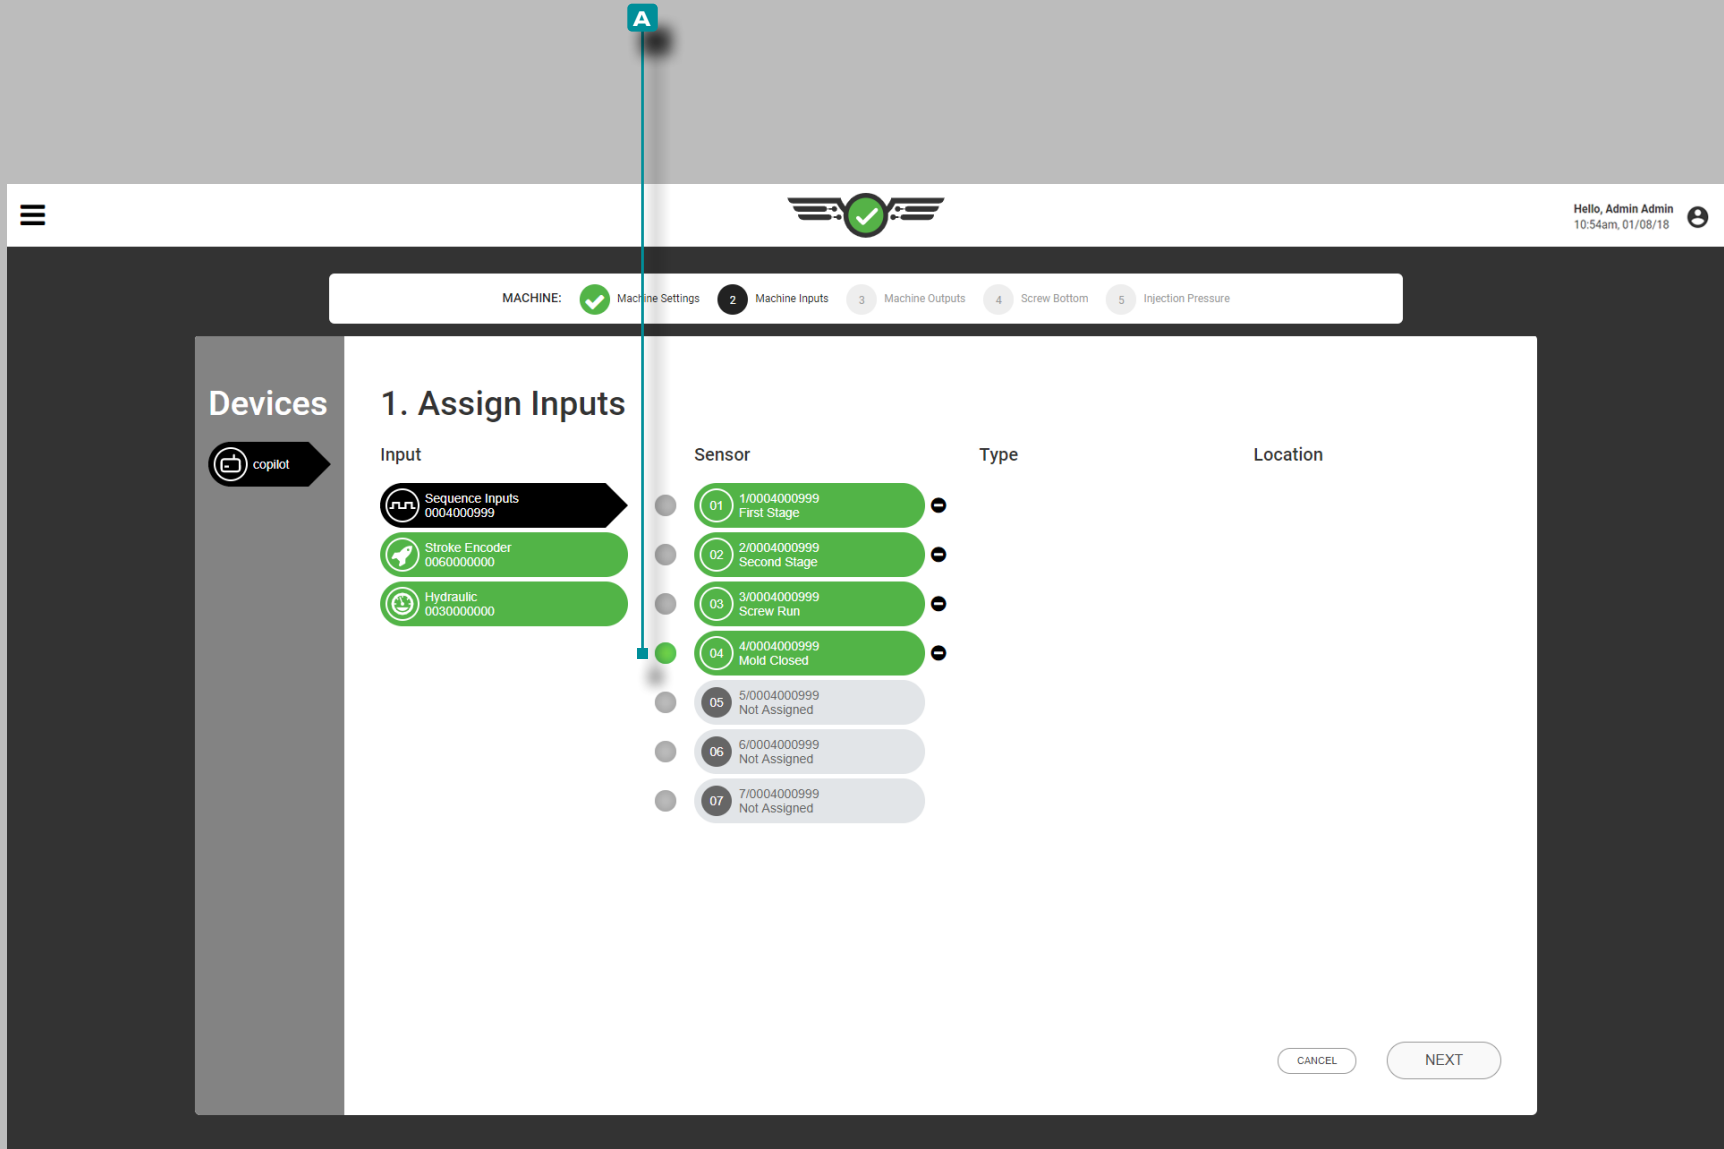 A
Hello, Admin Admin
10:54am, 01/08/18
MACHINE: Machine Settings 2 Machine Inputs 3 Machine Outputs 4 Screw Bottom 5 Injection Pressure
Devices
copilot
1. Assign Inputs
Input Sensor Type Location
Sequence Inputs
0004000999
Stroke Encoder
0060000000
Hydraulic
0030000000
01 1/0004000999
First Stage
02 2/0004000999
Second Stage
03 3/0004000999
Screw Run
04 4/0004000999
Mold Closed
05 5/0004000999
Not Assigned
06 6/0004000999
Not Assigned
07 7/0004000999
Not Assigned
CANCEL NEXT